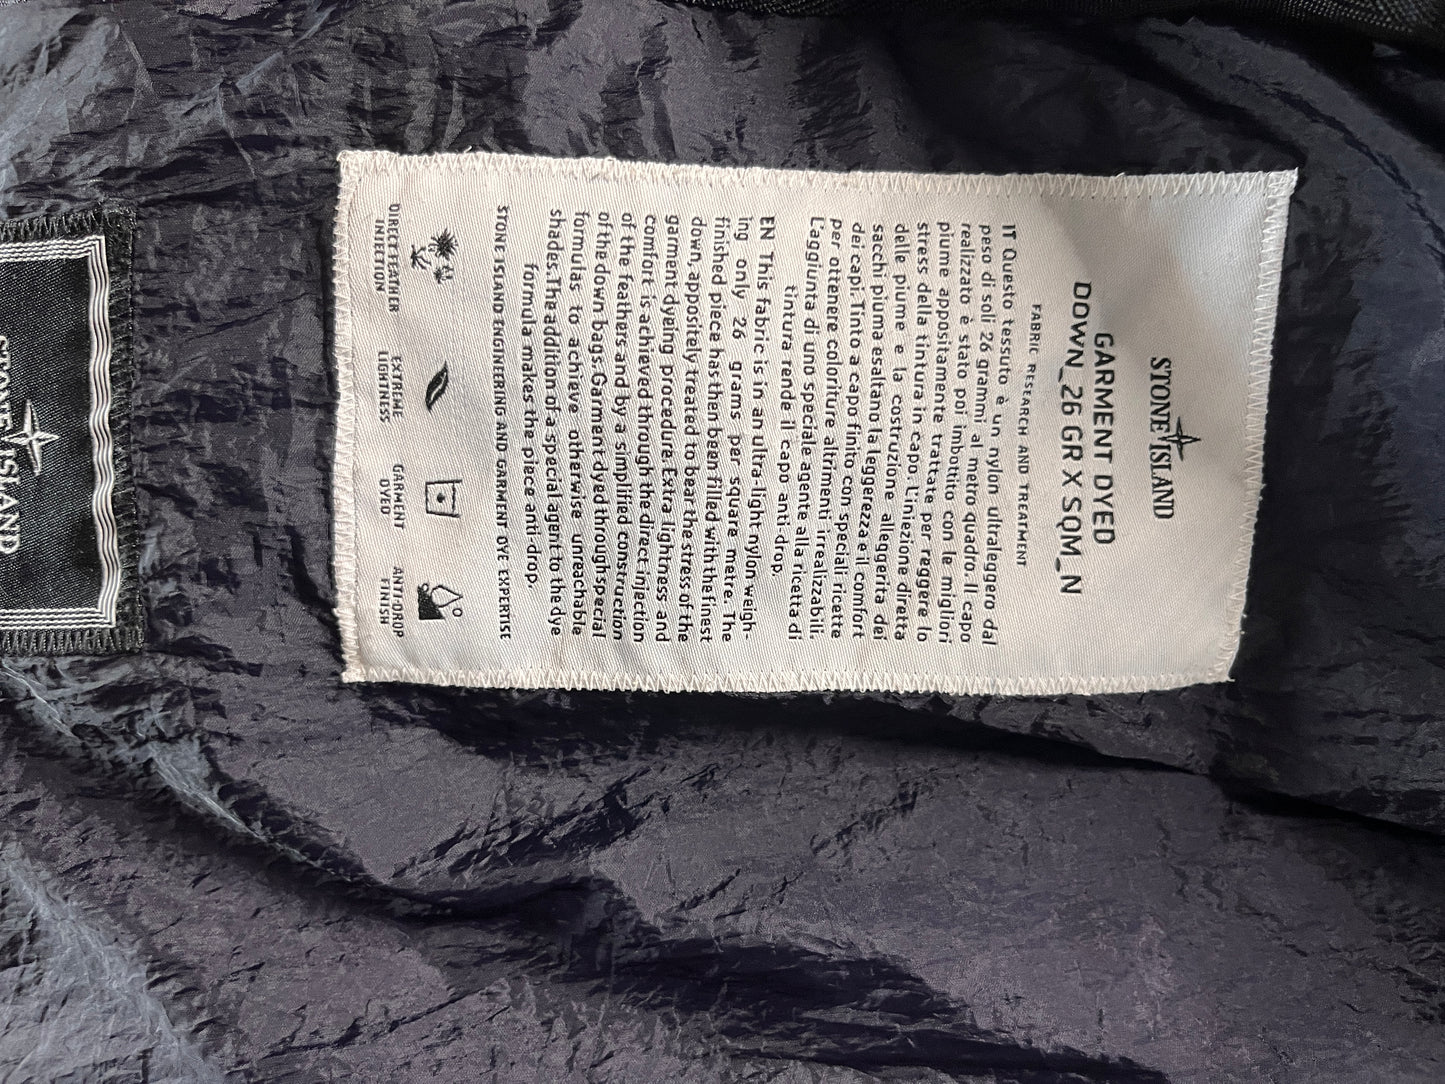 STONE ISLAND
GARMENT DYED
DOWN_26 GR X SQM_N
FABRIC RESEARCH AND TREATMENT
IT Questo tessuto è un nylon ultraleggero dal
peso di soli 26 grammi al metro quadro. Il capo
realizzato è stato poi imbottito con le migliori
piume appositamente trattate per reggere lo
stress della tintura in capo. L'iniezione diretta
delle piume e la costruzione alleggerita dei
sacchi piuma esaltano la leggerezza e il comfort
dei capi. Tinto a capo finito con speciali ricette
per ottenere coloriture altrimenti irrealizzabili.
L'aggiunta di uno speciale agente alla ricetta di
tintura rende il capo anti-drop.
EN This fabric is in an ultra-light nylon weigh-
ing only 26 grams per square metre. The
finished piece has then been filled with the finest
down, appositely treated to bear the stress of the
garment dyeing procedure. Extra lightness and
comfort is achieved through the direct injection
of the feathers and by a simplified construction
of the down bags. Garment dyed through special
formulas to achieve otherwise unreachable
shades. The addition of a special agent to the dye
formula makes the piece anti-drop.
STONE ISLAND ENGINEERING AND GARMENT DYE EXPERTISE
DIRECT FEATHER
INJECTION
EXTREME
LIGHTNESS
GARMENT
DYED
ANTI-DROP
FINISH
STONE ISLAND